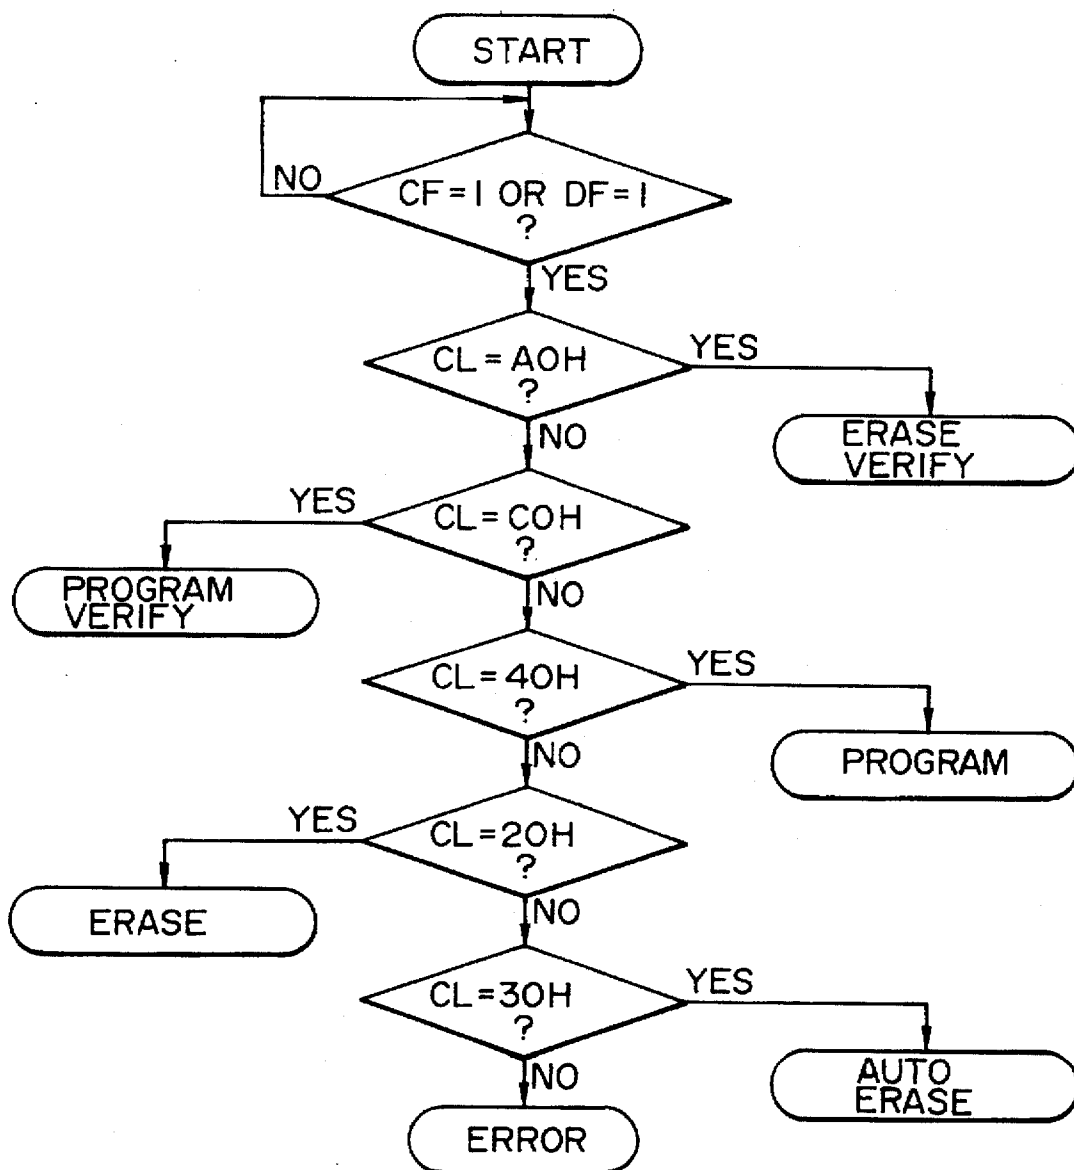 START
NO
CF=1 OR DF=1
?
YES
CL=A0H
?
YES
NO
ERASE
VERIFY
YES
CL=C0H
?
NO
PROGRAM
VERIFY
CL=40H
?
YES
NO
PROGRAM
YES
CL=20H
?
NO
ERASE
CL=30H
?
YES
NO
AUTO
ERASE
ERROR